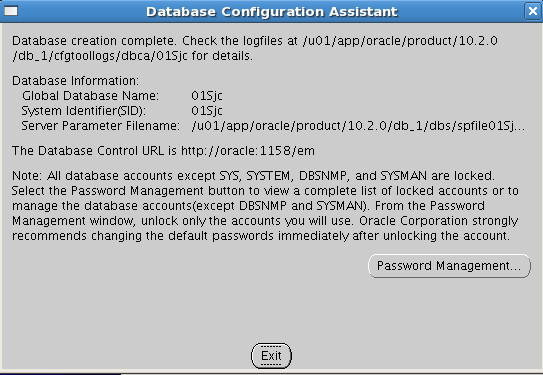 Database Configuration Assistant
Database creation complete. Check the logfiles at /u01/app/oracle/product/10.2.0
/db_1/cfgtoollogs/dbca/01Sjc for details.
Database Information:
Global Database Name: 01Sjc
System Identifier(SID): 01Sjc
Server Parameter Filename: /u01/app/oracle/product/10.2.0/db_1/dbs/spfile01Sj...
The Database Control URL is http://oracle:1158/em
Note: All database accounts except SYS, SYSTEM, DBSNMP, and SYSMAN are locked.
Select the Password Management button to view a complete list of locked accounts or to
manage the database accounts(except DBSNMP and SYSMAN). From the Password
Management window, unlock only the accounts you will use. Oracle Corporation strongly
recommends changing the default passwords immediately after unlocking the account.
Password Management...
Exit